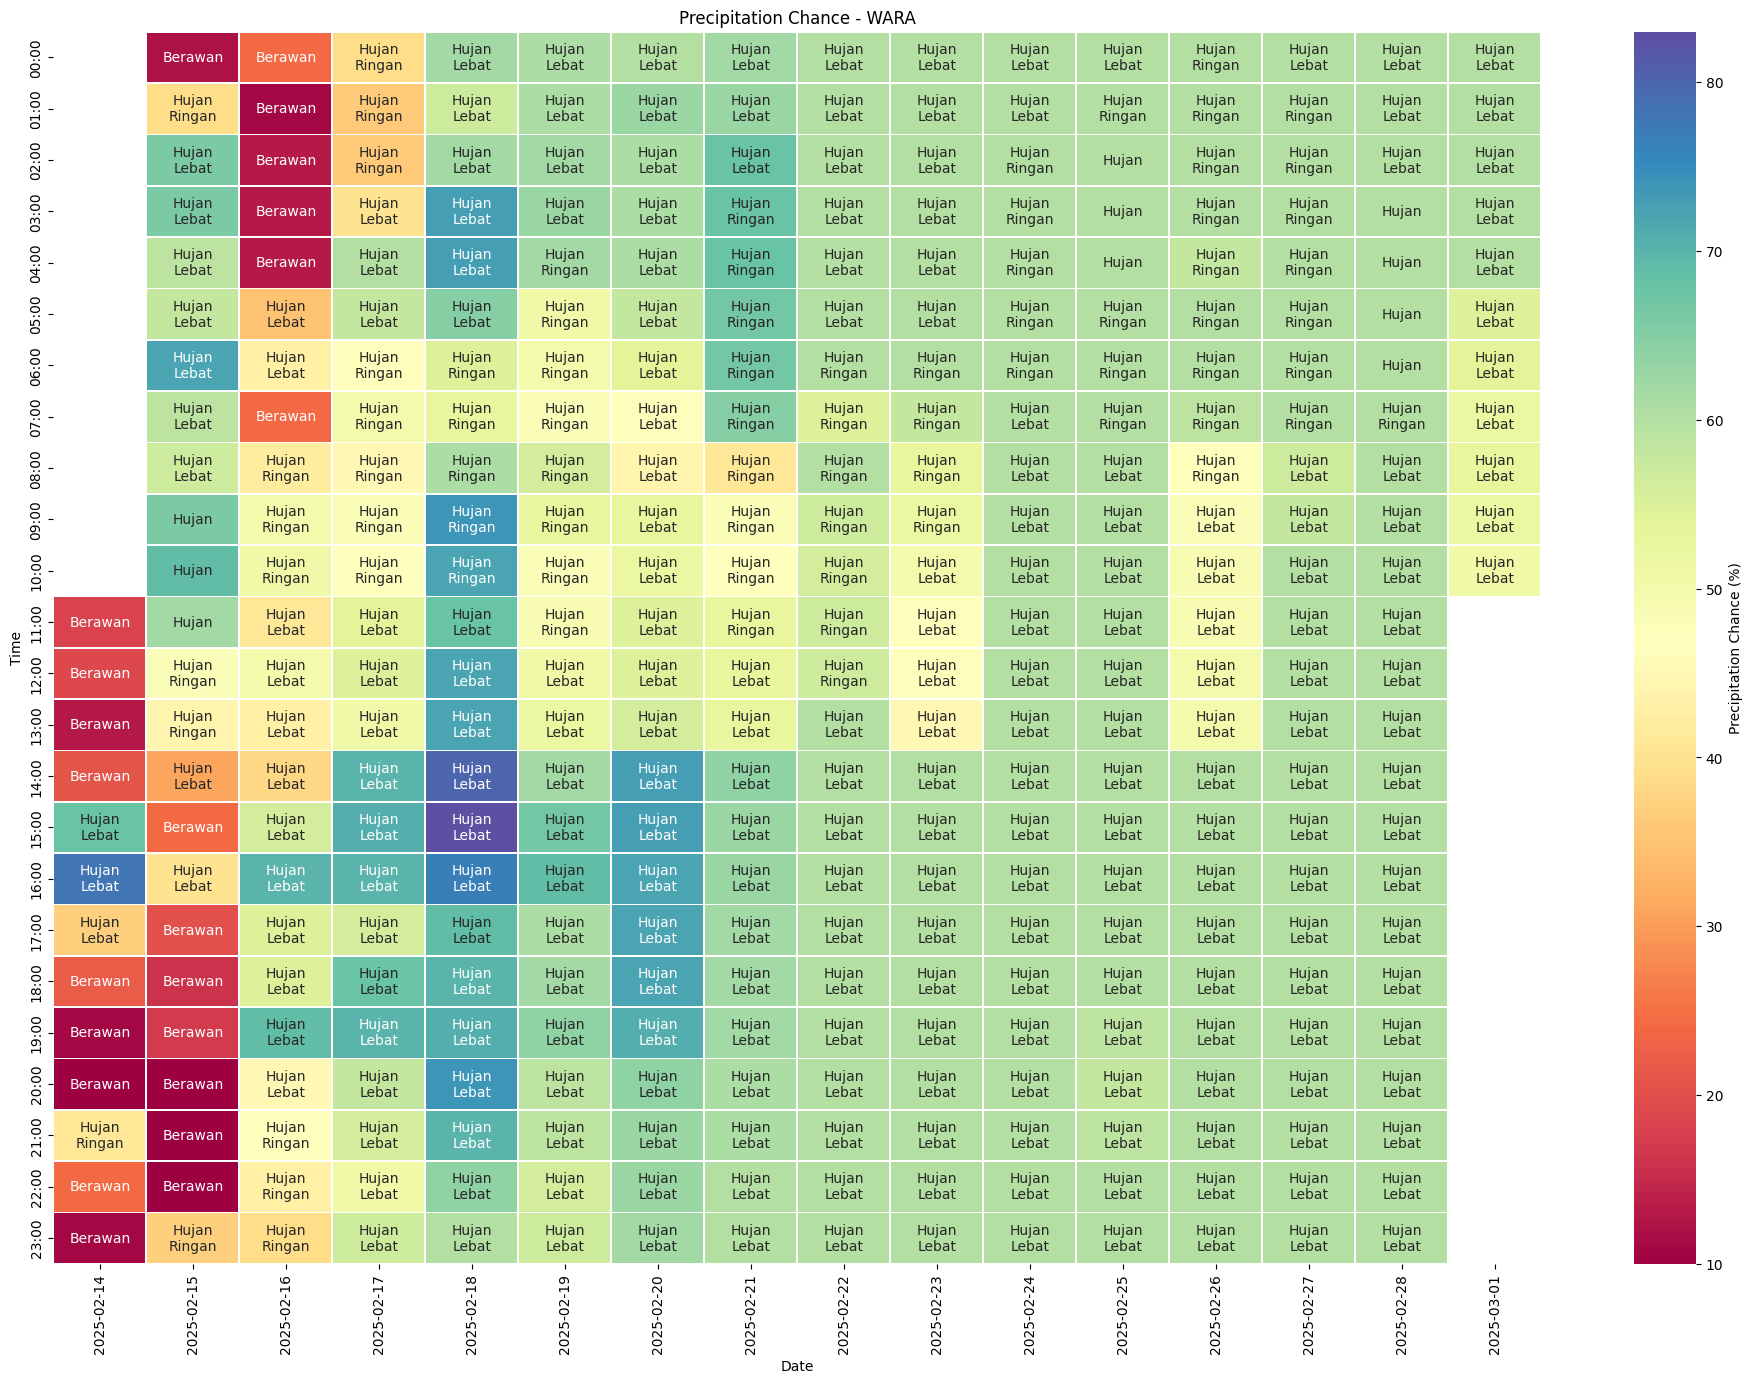 Precipitation Chance - WARA
00:00 Berawan Berawan Hujan Ringan Hujan Lebat Hujan Lebat Hujan Lebat Hujan Lebat Hujan Lebat Hujan Lebat Hujan Lebat Hujan Lebat Hujan Ringan Hujan Lebat Hujan Lebat Hujan Lebat
01:00 Hujan Ringan Berawan Hujan Ringan Hujan Lebat Hujan Lebat Hujan Lebat Hujan Lebat Hujan Lebat Hujan Lebat Hujan Lebat Hujan Ringan Hujan Ringan Hujan Ringan Hujan Lebat Hujan Lebat
02:00 Hujan Lebat Berawan Hujan Ringan Hujan Lebat Hujan Lebat Hujan Lebat Hujan Lebat Hujan Lebat Hujan Lebat Hujan Ringan Hujan Hujan Ringan Hujan Ringan Hujan Lebat Hujan Lebat
03:00 Hujan Lebat Berawan Hujan Lebat Hujan Lebat Hujan Lebat Hujan Lebat Hujan Ringan Hujan Lebat Hujan Lebat Hujan Ringan Hujan Hujan Ringan Hujan Ringan Hujan Hujan Lebat
04:00 Hujan Lebat Berawan Hujan Lebat Hujan Lebat Hujan Ringan Hujan Lebat Hujan Ringan Hujan Lebat Hujan Lebat Hujan Ringan Hujan Hujan Ringan Hujan Ringan Hujan Hujan Lebat
05:00 Hujan Lebat Hujan Lebat Hujan Lebat Hujan Lebat Hujan Ringan Hujan Lebat Hujan Ringan Hujan Lebat Hujan Lebat Hujan Ringan Hujan Ringan Hujan Ringan Hujan Ringan Hujan Hujan Lebat
06:00 Hujan Lebat Hujan Lebat Hujan Ringan Hujan Ringan Hujan Ringan Hujan Lebat Hujan Ringan Hujan Ringan Hujan Ringan Hujan Ringan Hujan Ringan Hujan Ringan Hujan Ringan Hujan Hujan Lebat
07:00 Hujan Lebat Berawan Hujan Ringan Hujan Ringan Hujan Ringan Hujan Lebat Hujan Ringan Hujan Ringan Hujan Ringan Hujan Lebat Hujan Ringan Hujan Ringan Hujan Ringan Hujan Ringan Hujan Lebat
08:00 Hujan Lebat Hujan Ringan Hujan Ringan Hujan Ringan Hujan Ringan Hujan Lebat Hujan Ringan Hujan Ringan Hujan Ringan Hujan Lebat Hujan Lebat Hujan Ringan Hujan Lebat Hujan Lebat Hujan Lebat
09:00 Hujan Hujan Ringan Hujan Ringan Hujan Ringan Hujan Ringan Hujan Lebat Hujan Ringan Hujan Ringan Hujan Ringan Hujan Lebat Hujan Lebat Hujan Lebat Hujan Lebat Hujan Lebat Hujan Lebat
10:00 Hujan Hujan Ringan Hujan Ringan Hujan Ringan Hujan Ringan Hujan Lebat Hujan Ringan Hujan Ringan Hujan Lebat Hujan Lebat Hujan Lebat Hujan Lebat Hujan Lebat Hujan Lebat Hujan Lebat
11:00 Berawan Hujan Hujan Lebat Hujan Lebat Hujan Lebat Hujan Ringan Hujan Lebat Hujan Ringan Hujan Ringan Hujan Lebat Hujan Lebat Hujan Lebat Hujan Lebat Hujan Lebat Hujan Lebat
12:00 Berawan Hujan Ringan Hujan Lebat Hujan Lebat Hujan Lebat Hujan Lebat Hujan Lebat Hujan Lebat Hujan Ringan Hujan Lebat Hujan Lebat Hujan Lebat Hujan Lebat Hujan Lebat Hujan Lebat
13:00 Berawan Hujan Ringan Hujan Lebat Hujan Lebat Hujan Lebat Hujan Lebat Hujan Lebat Hujan Lebat Hujan Lebat Hujan Lebat Hujan Lebat Hujan Lebat Hujan Lebat Hujan Lebat Hujan Lebat
14:00 Berawan Hujan Lebat Hujan Lebat Hujan Lebat Hujan Lebat Hujan Lebat Hujan Lebat Hujan Lebat Hujan Lebat Hujan Lebat Hujan Lebat Hujan Lebat Hujan Lebat Hujan Lebat Hujan Lebat
15:00 Hujan Lebat Berawan Hujan Lebat Hujan Lebat Hujan Lebat Hujan Lebat Hujan Lebat Hujan Lebat Hujan Lebat Hujan Lebat Hujan Lebat Hujan Lebat Hujan Lebat Hujan Lebat Hujan Lebat
16:00 Hujan Lebat Hujan Lebat Hujan Lebat Hujan Lebat Hujan Lebat Hujan Lebat Hujan Lebat Hujan Lebat Hujan Lebat Hujan Lebat Hujan Lebat Hujan Lebat Hujan Lebat Hujan Lebat Hujan Lebat
17:00 Hujan Lebat Berawan Hujan Lebat Hujan Lebat Hujan Lebat Hujan Lebat Hujan Lebat Hujan Lebat Hujan Lebat Hujan Lebat Hujan Lebat Hujan Lebat Hujan Lebat Hujan Lebat Hujan Lebat
18:00 Berawan Berawan Hujan Lebat Hujan Lebat Hujan Lebat Hujan Lebat Hujan Lebat Hujan Lebat Hujan Lebat Hujan Lebat Hujan Lebat Hujan Lebat Hujan Lebat Hujan Lebat Hujan Lebat
19:00 Berawan Berawan Hujan Lebat Hujan Lebat Hujan Lebat Hujan Lebat Hujan Lebat Hujan Lebat Hujan Lebat Hujan Lebat Hujan Lebat Hujan Lebat Hujan Lebat Hujan Lebat Hujan Lebat
20:00 Berawan Berawan Hujan Lebat Hujan Lebat Hujan Lebat Hujan Lebat Hujan Lebat Hujan Lebat Hujan Lebat Hujan Lebat Hujan Lebat Hujan Lebat Hujan Lebat Hujan Lebat Hujan Lebat
21:00 Hujan Ringan Berawan Hujan Ringan Hujan Lebat Hujan Lebat Hujan Lebat Hujan Lebat Hujan Lebat Hujan Lebat Hujan Lebat Hujan Lebat Hujan Lebat Hujan Lebat Hujan Lebat Hujan Lebat
22:00 Berawan Berawan Hujan Ringan Hujan Lebat Hujan Lebat Hujan Lebat Hujan Lebat Hujan Lebat Hujan Lebat Hujan Lebat Hujan Lebat Hujan Lebat Hujan Lebat Hujan Lebat Hujan Lebat
23:00 Berawan Hujan Ringan Hujan Ringan Hujan Lebat Hujan Lebat Hujan Lebat Hujan Lebat Hujan Lebat Hujan Lebat Hujan Lebat Hujan Lebat Hujan Lebat Hujan Lebat Hujan Lebat Hujan Lebat
Time
2025-02-14 2025-02-15 2025-02-16 2025-02-17 2025-02-18 2025-02-19 2025-02-20 2025-02-21 2025-02-22 2025-02-23 2025-02-24 2025-02-25 2025-02-26 2025-02-27 2025-02-28 2025-03-01
Date
80
70
60
50
40
30
20
10
Precipitation Chance (%)